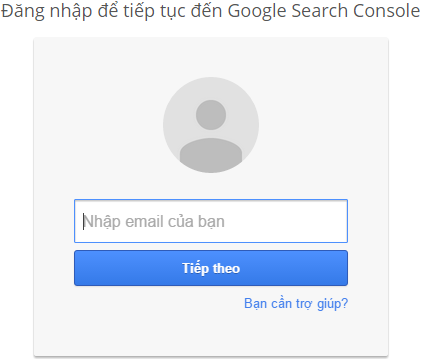 Đăng nhập để tiếp tục đến Google Search Console
Nhập email của bạn
Tiếp theo
Bạn cần trợ giúp?